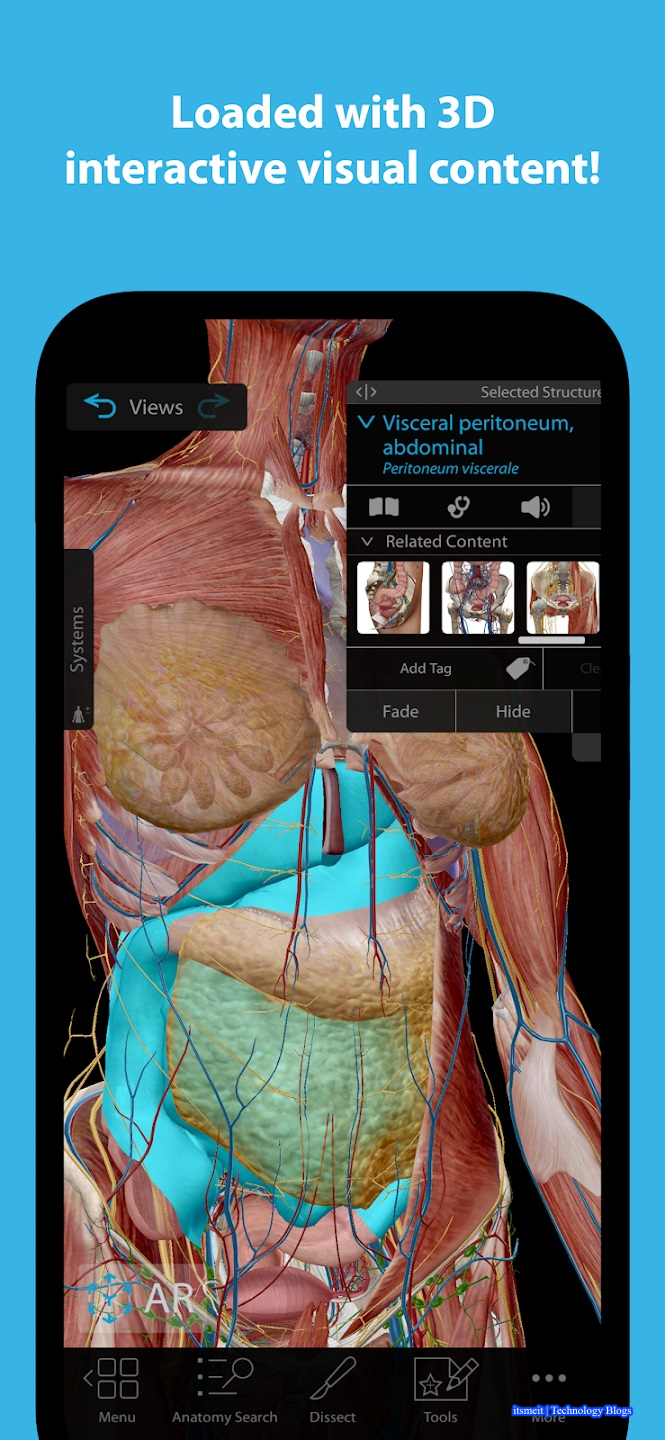 Loaded with 3D
interactive visual content!
Views
Selected Structure
Visceral peritoneum,
abdominal
Peritoneum viscerale
Related Content
Systems
Add Tag
Fade
Hide
AR
Menu
Anatomy Search
Dissect
Tools
More
itsmeit | Technology Blogs